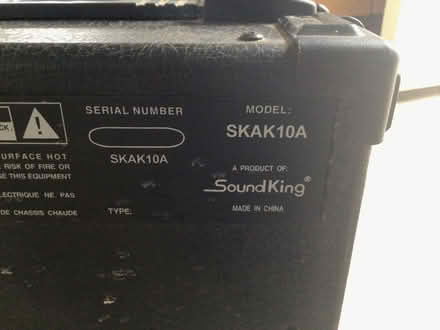 SERIAL NUMBER
SKAK10A
MODEL:
SKAK10A
A PRODUCT OF:
SoundKing®
MADE IN CHINA
TYPE:
K:
URFACE HOT
RISK OF FIRE OR
SE THIS EQUIPMENT
ELECTRIQUE NE. PAS
DE CHASSIS CHAUDE